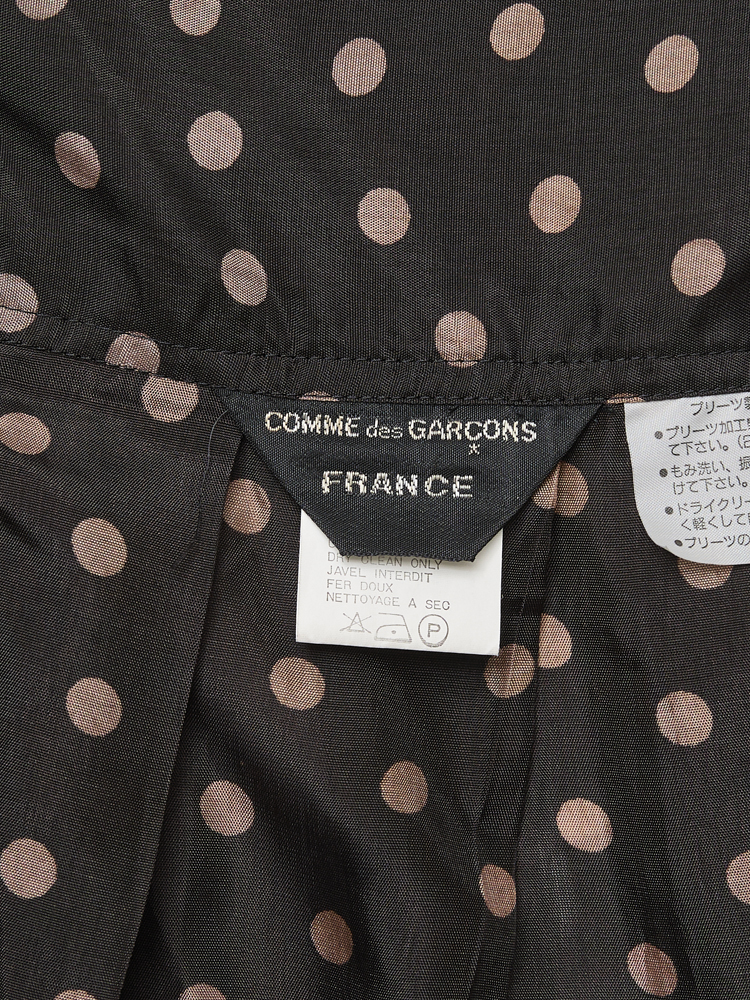 COMME des GARÇONS
FRANCE
DRY CLEAN ONLY
JAVEL INTERDIT
FER DOUX
NETTOYAGE A SEC
P
プリーツ
●プリーツ加工
て下さい。
●もみ洗い、
けて下さい。
●ドライクリー
く軽くして
●プリーツの